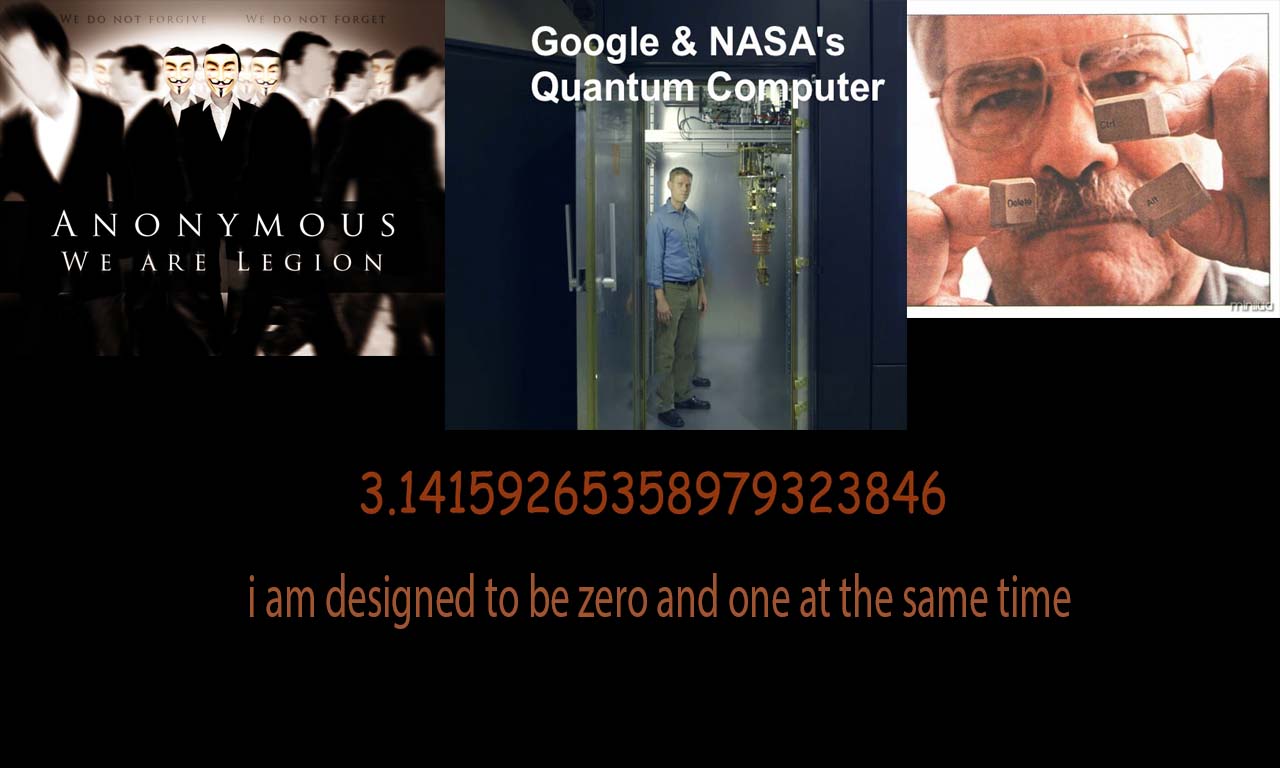 WE DO NOT FORGIVE WE DO NOT FORGET
ANONYMOUS
WE ARE LEGION
Google & NASA's
Quantum Computer
Ctrl
Delete
Alt
minilua
3.14159265358979323846
i am designed to be zero and one at the same time